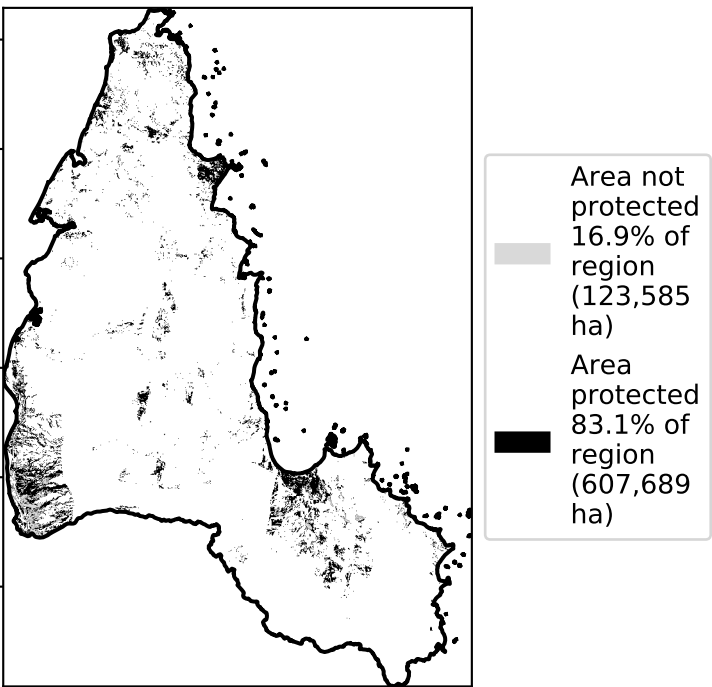 Area not
protected
16.9% of
region
(123,585
ha)
Area
protected
83.1% of
region
(607,689
ha)